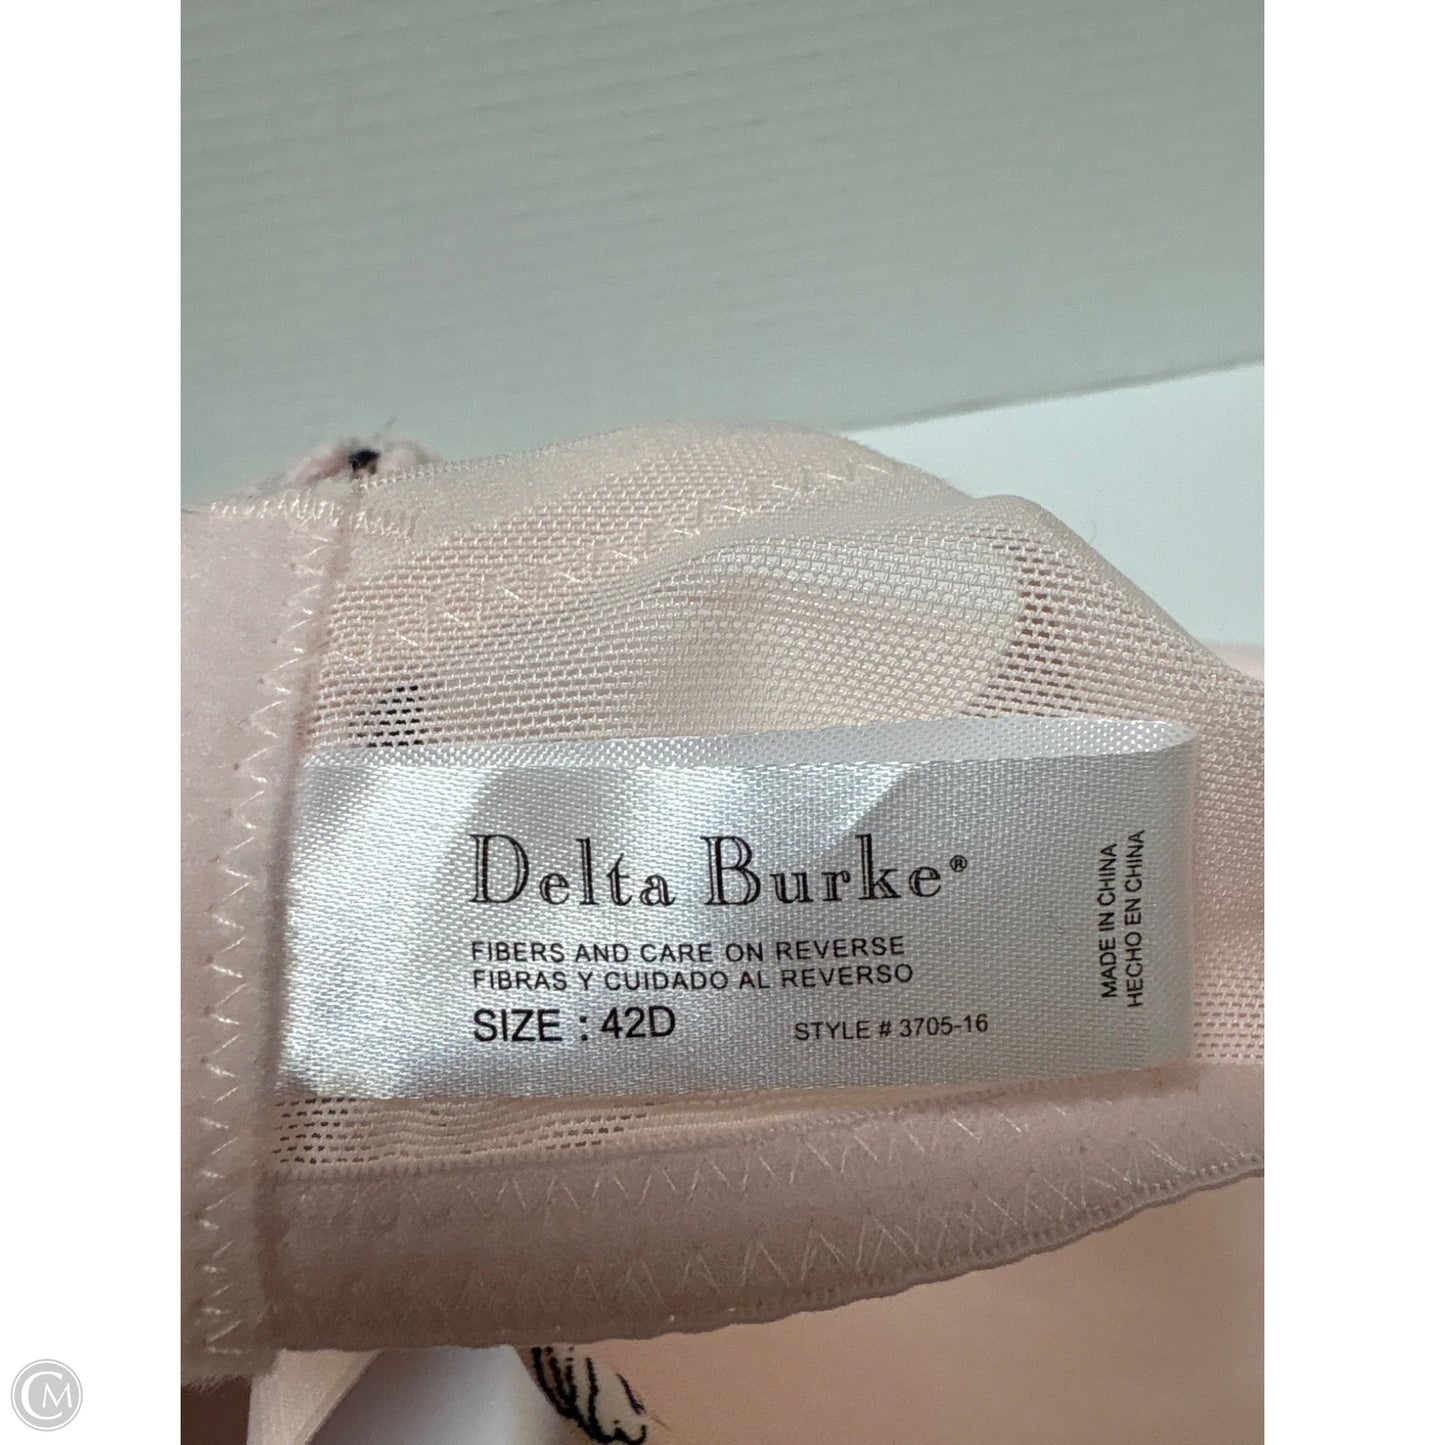 Delta Burke®
FIBERS AND CARE ON REVERSE
FIBRAS Y CUIDADO AL REVERSO
SIZE : 42D
STYLE # 3705-16
MADE IN CHINA
HECHO EN CHINA
CM